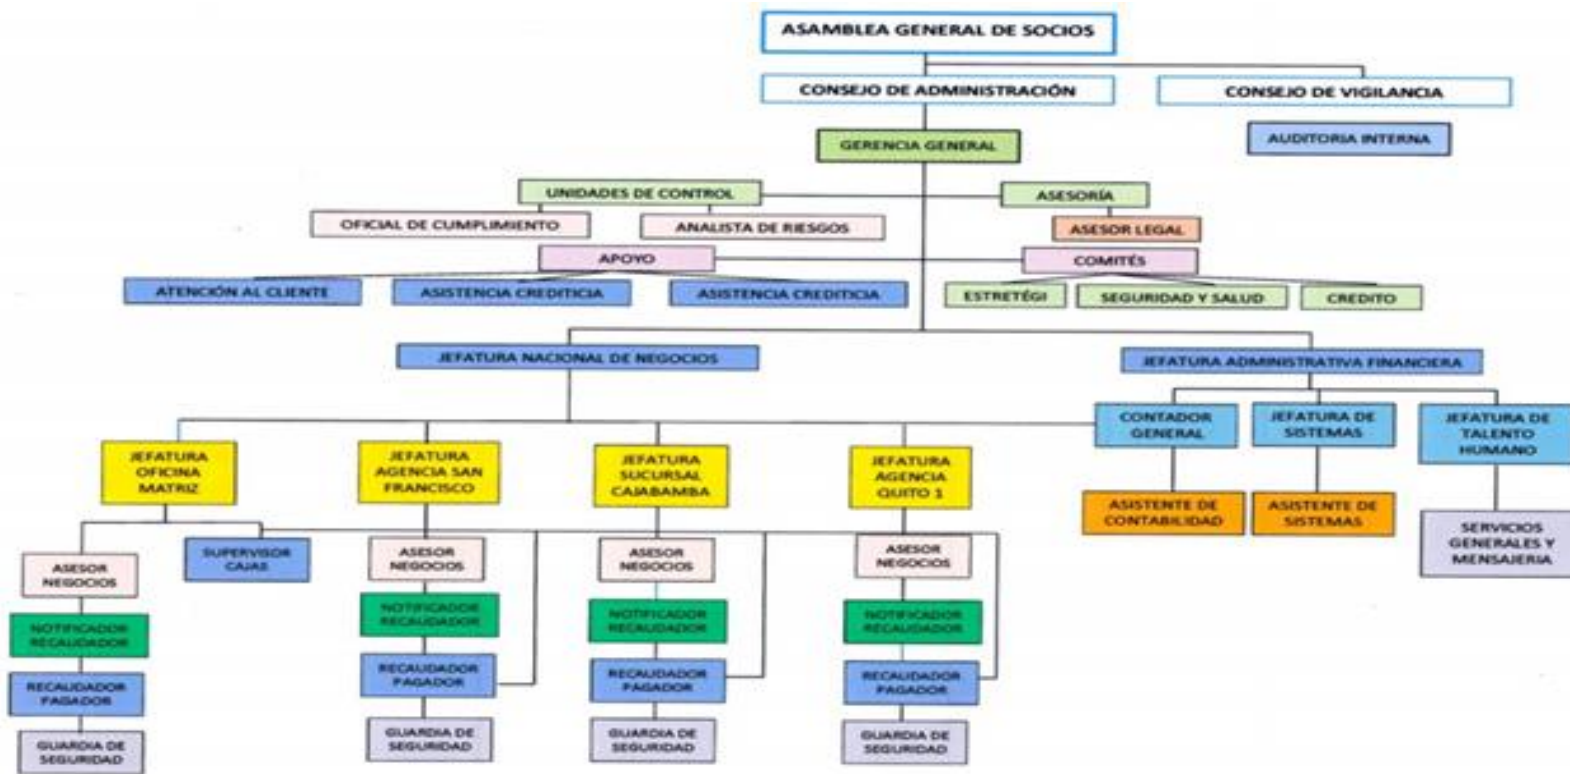 ASAMBLEA GENERAL DE SOCIOS
CONSEJO DE ADMINISTRACIÓN
CONSEJO DE VIGILANCIA
AUDITORIA INTERNA
GERENCIA GENERAL
UNIDADES DE CONTROL
ASESORÍA
OFICIAL DE CUMPLIMIENTO
ANALISTA DE RIESGOS
ASESOR LEGAL
APOYO
COMITÉS
ATENCIÓN AL CLIENTE
ASISTENCIA CREDITICIA
ASISTENCIA CREDITICIA
ESTRETÉGI
SEGURIDAD Y SALUD
CREDITO
JEFATURA NACIONAL DE NEGOCIOS
JEFATURA ADMINISTRATIVA FINANCIERA
CONTADOR
GENERAL
JEFATURA DE
SISTEMAS
JEFATURA DE
TALENTO
HUMANO
JEFATURA
OFICINA
MATRIZ
JEFATURA
AGENCIA SAN
FRANCISCO
JEFATURA
SUCURSAL
CAJABAMBA
JEFATURA
AGENCIA
QUITO 1
ASISTENTE DE
CONTABILIDAD
ASISTENTE DE
SISTEMAS
SERVICIOS
GENERALES Y
MENSAJERIA
ASESOR
NEGOCIOS
SUPERVISOR
CAJAS
ASESOR
NEGOCIOS
ASESOR
NEGOCIOS
ASESOR
NEGOCIOS
NOTIFICADOR
RECAUDADOR
NOTIFICADOR
RECAUDADOR
NOTIFICADOR
RECAUDADOR
NOTIFICADOR
RECAUDADOR
RECAUDADOR
PAGADOR
RECAUDADOR
PAGADOR
RECAUDADOR
PAGADOR
RECAUDADOR
PAGADOR
GUARDIA DE
SEGURIDAD
GUARDIA DE
SEGURIDAD
GUARDIA DE
SEGURIDAD
GUARDIA DE
SEGURIDAD